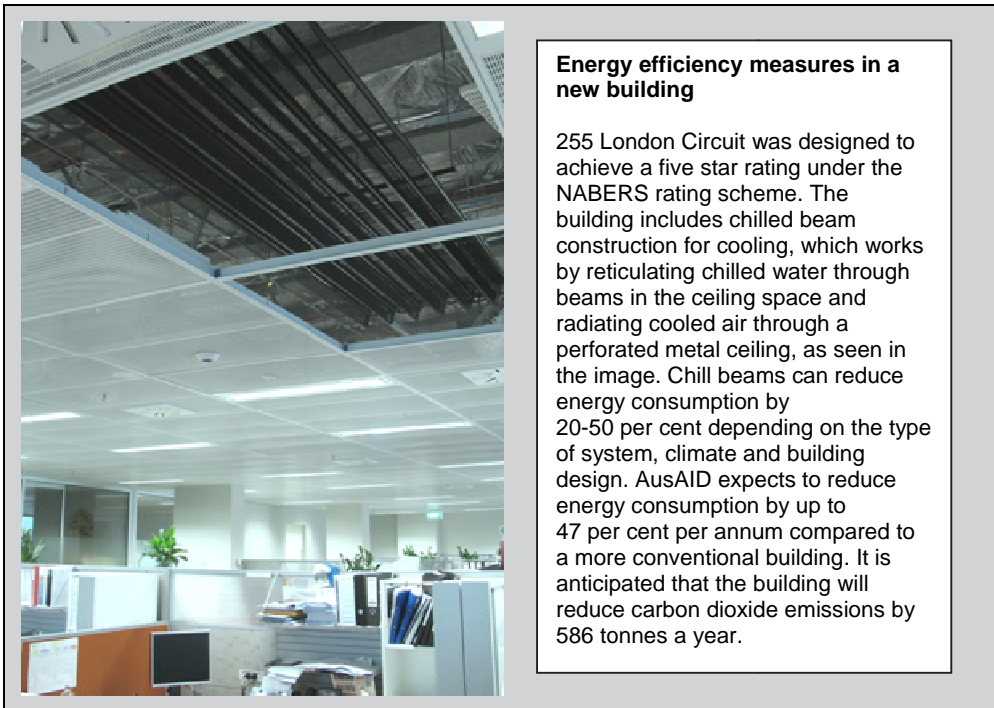 Energy efficiency measures in a
new building
255 London Circuit was designed to
achieve a five star rating under the
NABERS rating scheme. The
building includes chilled beam
construction for cooling, which works
by reticulating chilled water through
beams in the ceiling space and
radiating cooled air through a
perforated metal ceiling, as seen in
the image. Chill beams can reduce
energy consumption by
20-50 per cent depending on the type
of system, climate and building
design. AusAID expects to reduce
energy consumption by up to
47 per cent per annum compared to
a more conventional building. It is
anticipated that the building will
reduce carbon dioxide emissions by
586 tonnes a year.